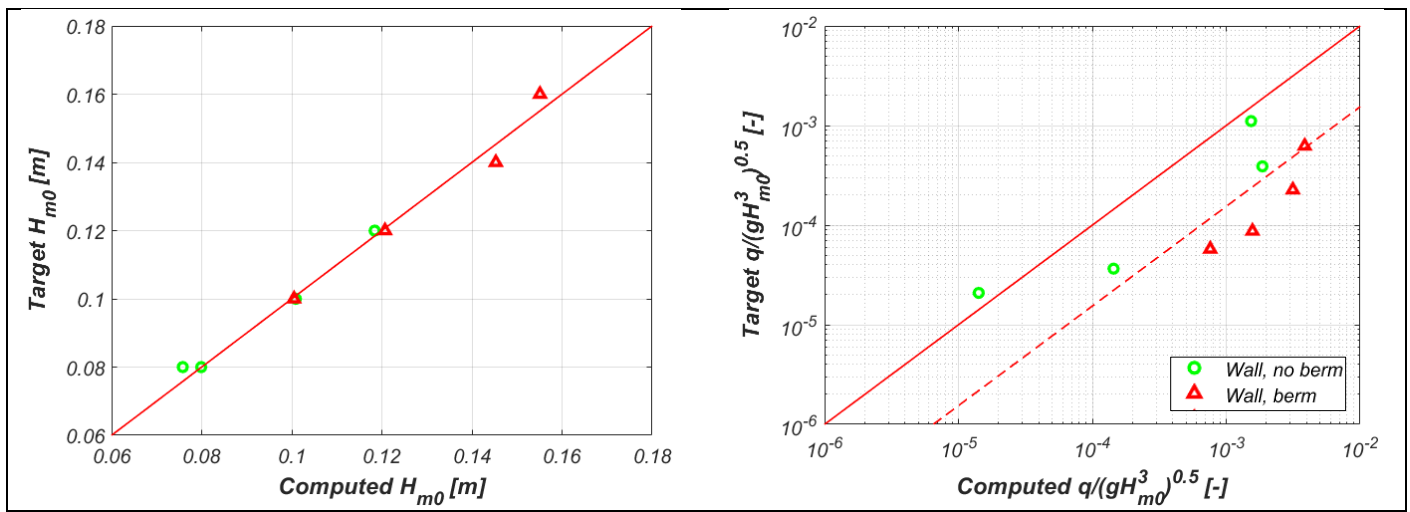 0.18
0.16
0.14
0.12
0.1
0.08
0.06
0.06 0.08 0.1 0.12 0.14 0.16 0.18
Target H_m0 [m]
Computed H_m0 [m]
10^-2
10^-3
10^-4
10^-5
10^-6
10^-6 10^-5 10^-4 10^-3 10^-2
Target q/(gH^3_m0)^0.5 [-]
Computed q/(gH^3_m0)^0.5 [-]
Wall, no berm
Wall, berm